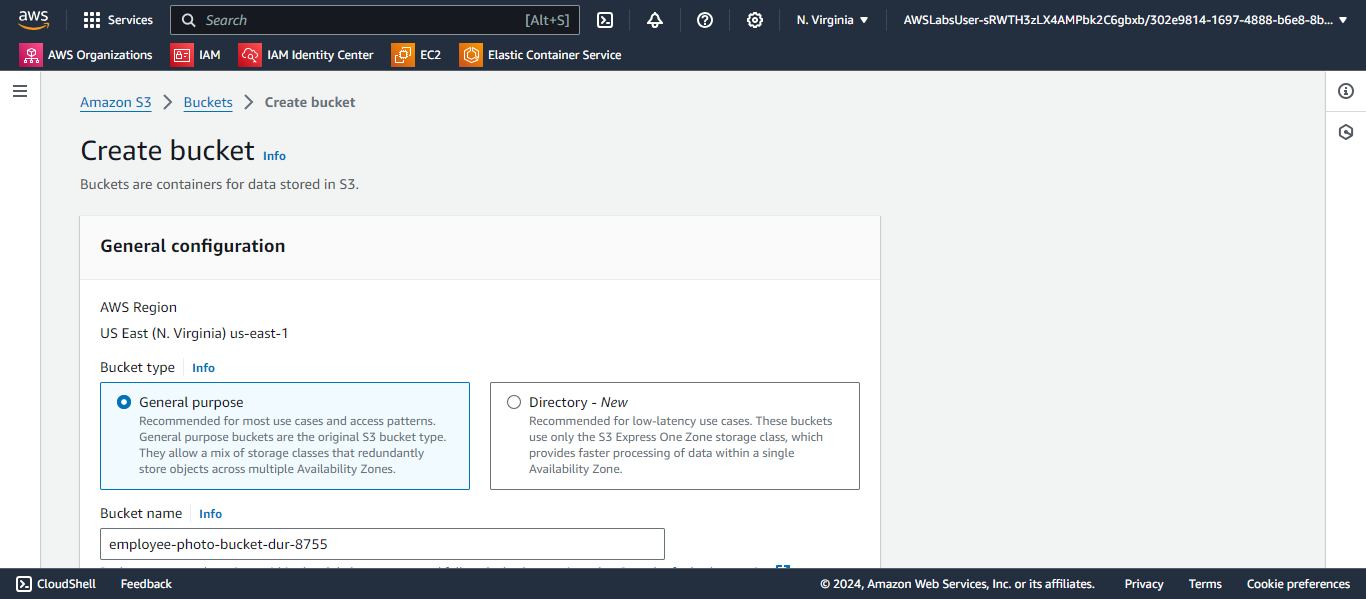 aws
Services
Search [Alt+S]
N. Virginia
AWSLabsUser-sRWTH3zLX4AMPbk2C6gbxb/302e9814-1697-4888-b6e8-8b...
AWS Organizations
IAM
IAM Identity Center
EC2
Elastic Container Service
Amazon S3 > Buckets > Create bucket
Create bucket Info
Buckets are containers for data stored in S3.
General configuration
AWS Region
US East (N. Virginia) us-east-1
Bucket type Info
General purpose
Recommended for most use cases and access patterns.
General purpose buckets are the original S3 bucket type.
They allow a mix of storage classes that redundantly
store objects across multiple Availability Zones.
Directory - New
Recommended for low-latency use cases. These buckets
use only the S3 Express One Zone storage class, which
provides faster processing of data within a single
Availability Zone.
Bucket name Info
employee-photo-bucket-dur-8755
CloudShell
Feedback
© 2024, Amazon Web Services, Inc. or its affiliates.
Privacy
Terms
Cookie preferences